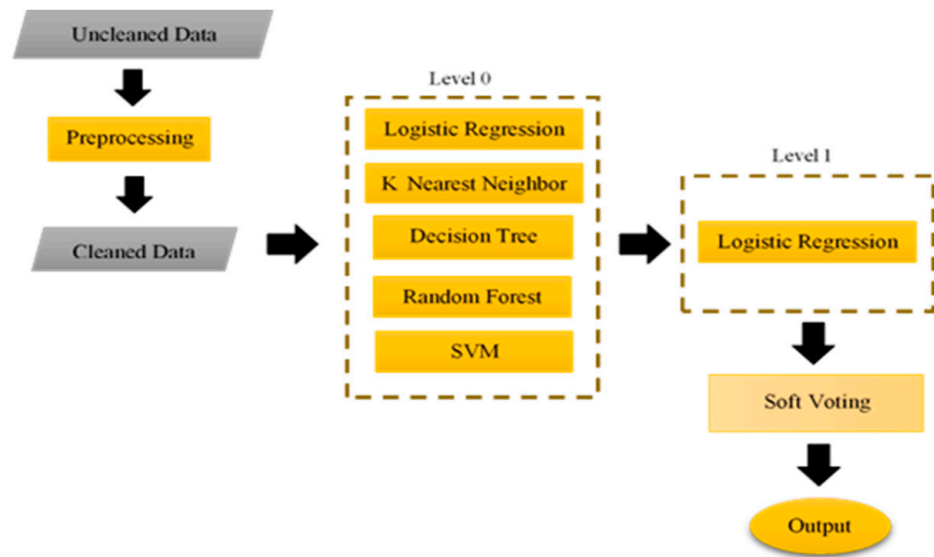 Uncleaned Data
Preprocessing
Cleaned Data
Level 0
Logistic Regression
K Nearest Neighbor
Decision Tree
Random Forest
SVM
Level 1
Logistic Regression
Soft Voting
Output